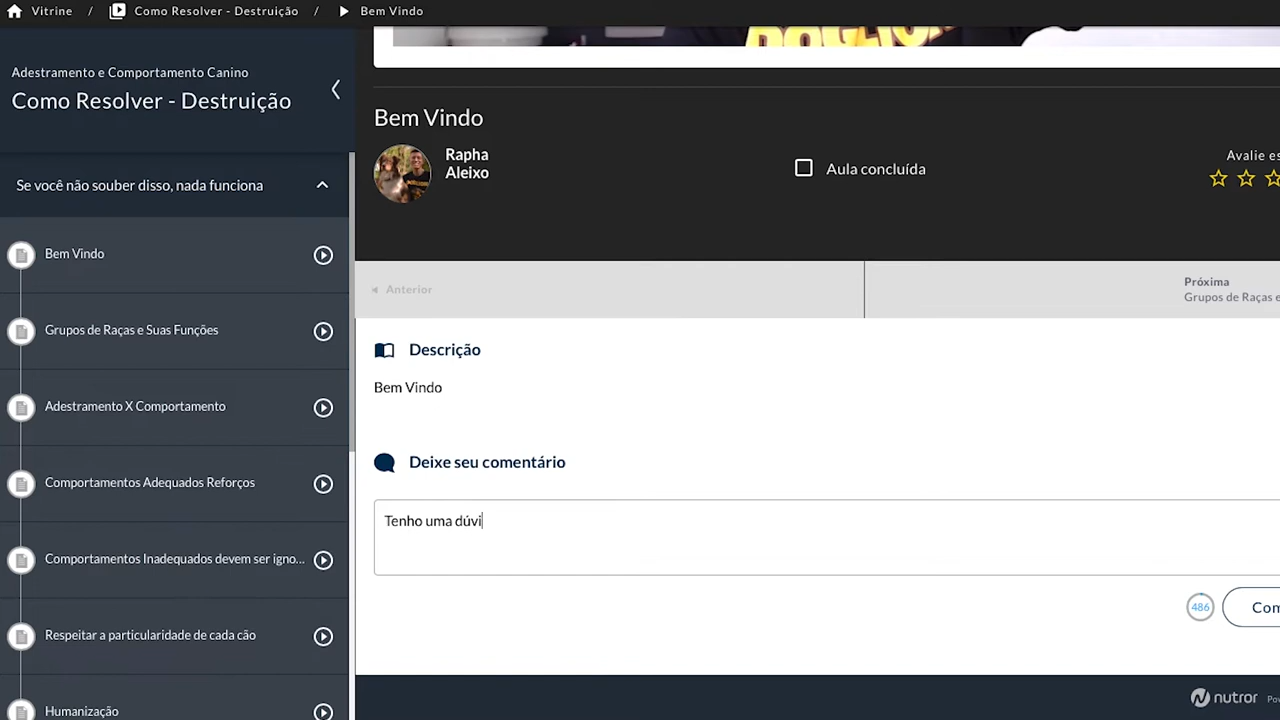 Vitrine / Como Resolver - Destruição / Bem Vindo
Adestramento e Comportamento Canino
Como Resolver - Destruição
Se você não souber disso, nada funciona
Bem Vindo
Grupos de Raças e Suas Funções
Adestramento X Comportamento
Comportamentos Adequados Reforços
Comportamentos Inadequados devem ser igno...
Respeitar a particularidade de cada cão
Humanização
Bem Vindo
Rapha
Aleixo
Aula concluída
Avalie es
Anterior
Próxima
Grupos de Raças e
Descrição
Bem Vindo
Deixe seu comentário
Tenho uma dúvi
486
Com
nutror